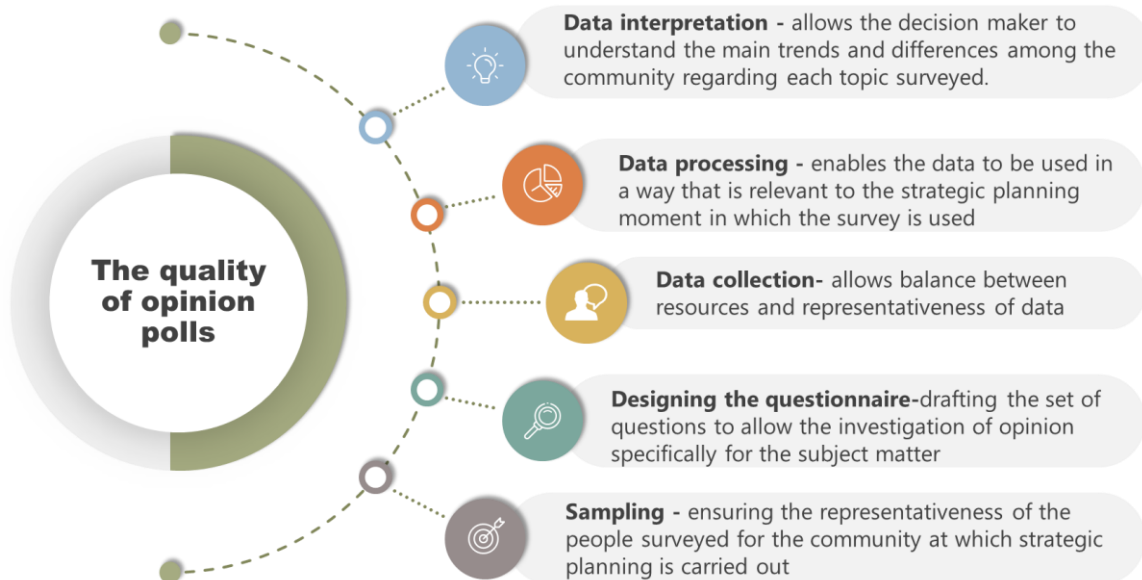 The quality
of opinion
polls
Data interpretation - allows the decision maker to
understand the main trends and differences among the
community regarding each topic surveyed.
Data processing - enables the data to be used in
a way that is relevant to the strategic planning
moment in which the survey is used
Data collection- allows balance between
resources and representativeness of data
Designing the questionnaire-drafting the set of
questions to allow the investigation of opinion
specifically for the subject matter
Sampling - ensuring the representativeness of the
people surveyed for the community at which strategic
planning is carried out